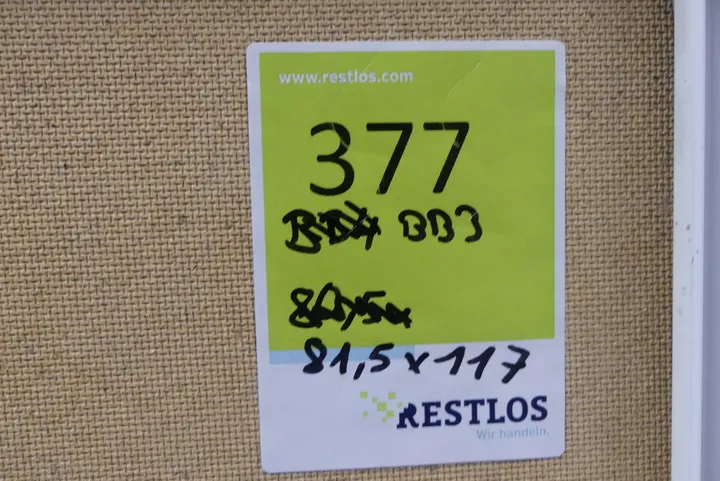 www.restlos.com
377
BB3
81,5 x 117
RESTLOS
Wir handeln.